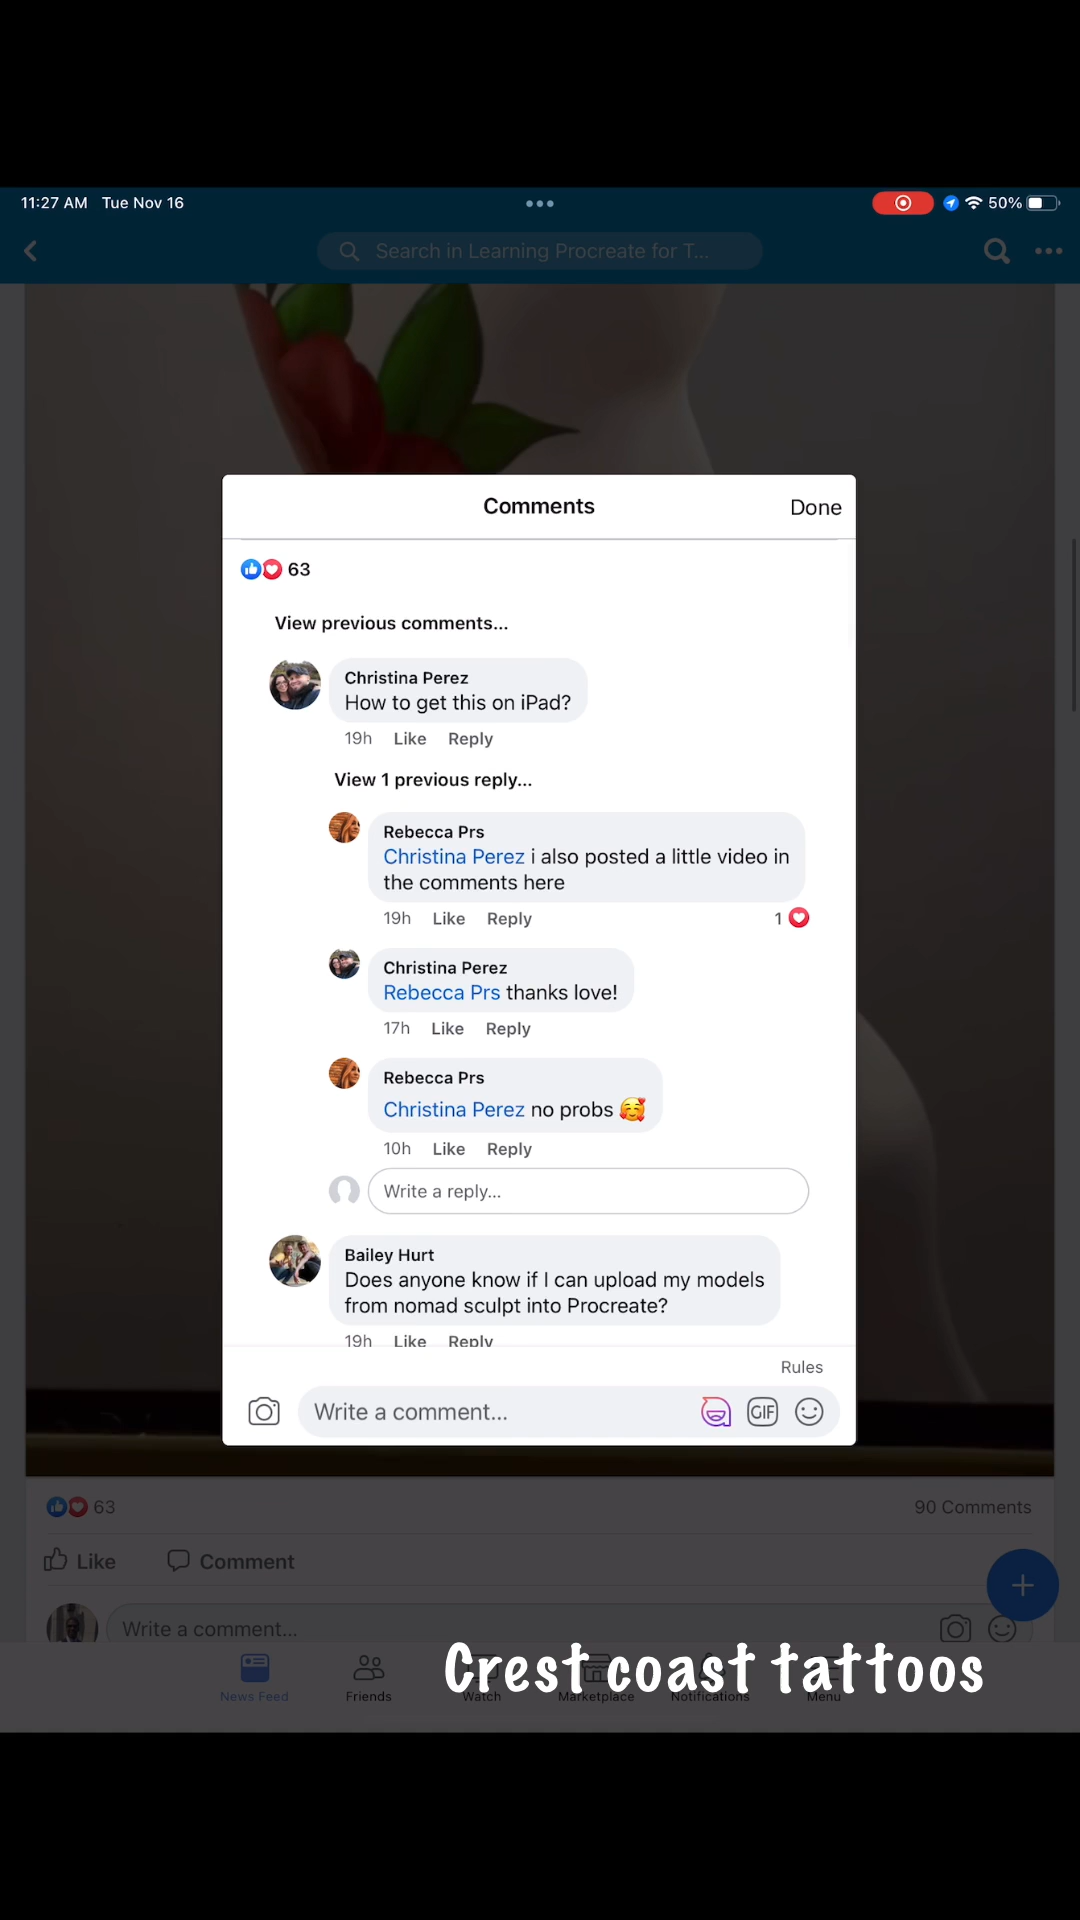 11:27 AM Tue Nov 16
50%
Search in Learning Procreate for T...
Comments
Done
63
View previous comments...
Christina Perez
How to get this on iPad?
19h Like Reply
View 1 previous reply...
Rebecca Prs
Christina Perez i also posted a little video in
the comments here
19h Like Reply 1
Christina Perez
Rebecca Prs thanks love!
17h Like Reply
Rebecca Prs
Christina Perez no probs 🥰
10h Like Reply
Write a reply...
Bailey Hurt
Does anyone know if I can upload my models
from nomad sculpt into Procreate?
19h Like Reply
Rules
Write a comment...
GIF
63
90 Comments
Like Comment
Write a comment...
Crest coast tattoos
News Feed Friends Watch Marketplace Notifications Menu